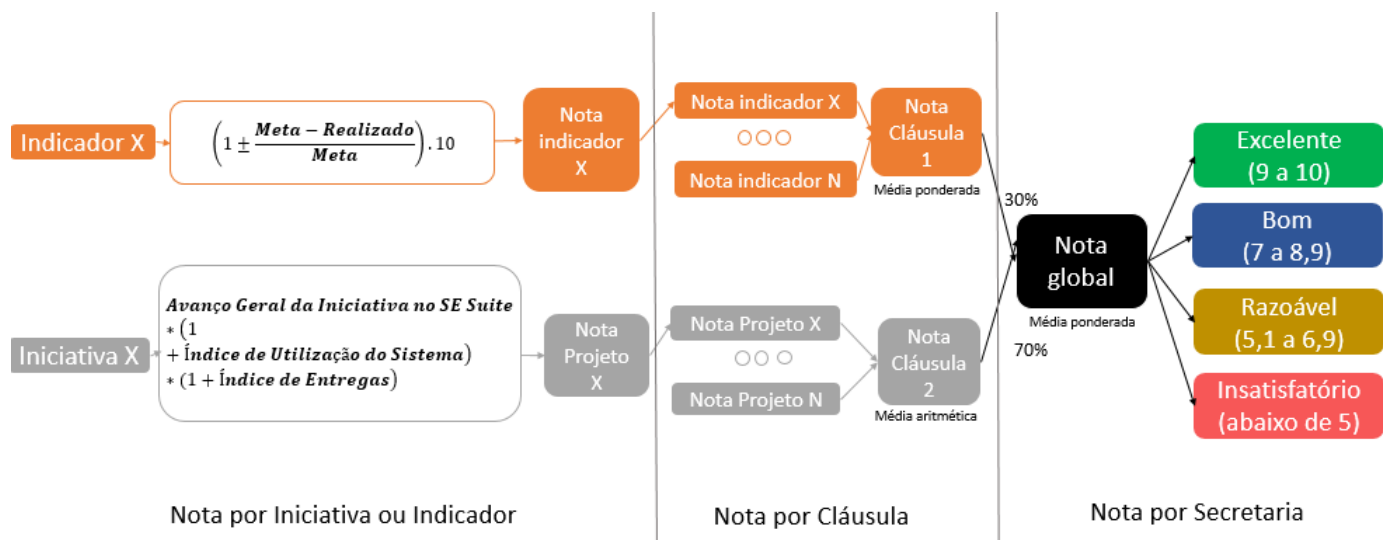 Indicador X
(1 ± (Meta − Realizado)/Meta) . 10
Nota
indicador
X
Nota indicador X
Nota indicador N
Nota
Cláusula
1
Média ponderada
Iniciativa X
Avanço Geral da Iniciativa no SE Suite
* (1
+ Índice de Utilização do Sistema)
* (1 + Índice de Entregas)
Nota
Projeto
X
Nota Projeto X
Nota Projeto N
Nota
Cláusula
2
Média aritmética
30%
70%
Nota
global
Média ponderada
Excelente
(9 a 10)
Bom
(7 a 8,9)
Razoável
(5,1 a 6,9)
Insatisfatório
(abaixo de 5)
Nota por Iniciativa ou Indicador
Nota por Cláusula
Nota por Secretaria